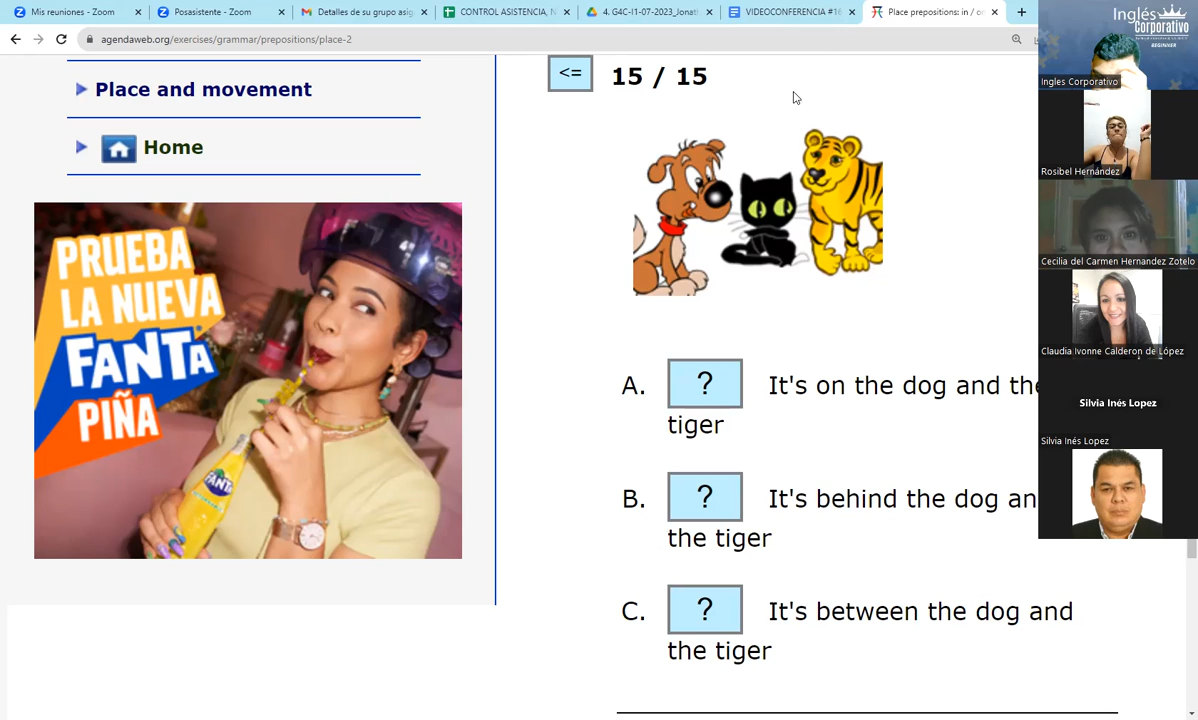 Mis reuniones - Zoom
Posasistente - Zoom
Detalles de su grupo asig
CONTROL ASISTENCIA, N
4. G4C-I1-07-2023_Jonat
VIDEOCONFERENCIA #16
Place prepositions: in / on
agendaweb.org/exercises/grammar/prepositions/place-2
Place and movement
Home
PRUEBA
LA NUEVA
FANTA
PIÑA
FANTA
<= 15 / 15
A. ? It's on the dog and the
tiger
B. ? It's behind the dog an
the tiger
C. ? It's between the dog and
the tiger
Inglés
Corporativo
BEGINNER
Ingles Corporativo
Rosibel Hernández
Cecilia del Carmen Hernandez Zotelo
Claudia Ivonne Calderon de López
Silvia Inés Lopez
Silvia Inés Lopez